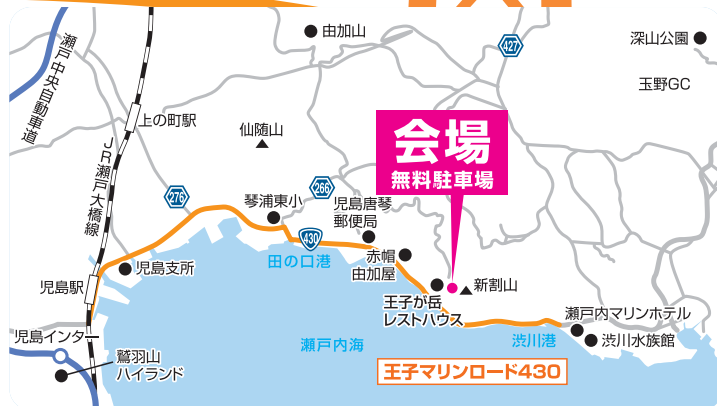 由加山
427
深山公園
瀬戸中央自動車道
玉野GC
上の町駅
仙随山
会場
無料駐車場
JR瀬戸大橋線
276
266
琴浦東小
児島唐琴
郵便局
430
田の口港
赤帽
由加屋
児島支所
児島駅
新割山
王子が岳
レストハウス
瀬戸内マリンホテル
児島インター
瀬戸内海
渋川港
渋川水族館
鷲羽山
ハイランド
王子マリンロード430